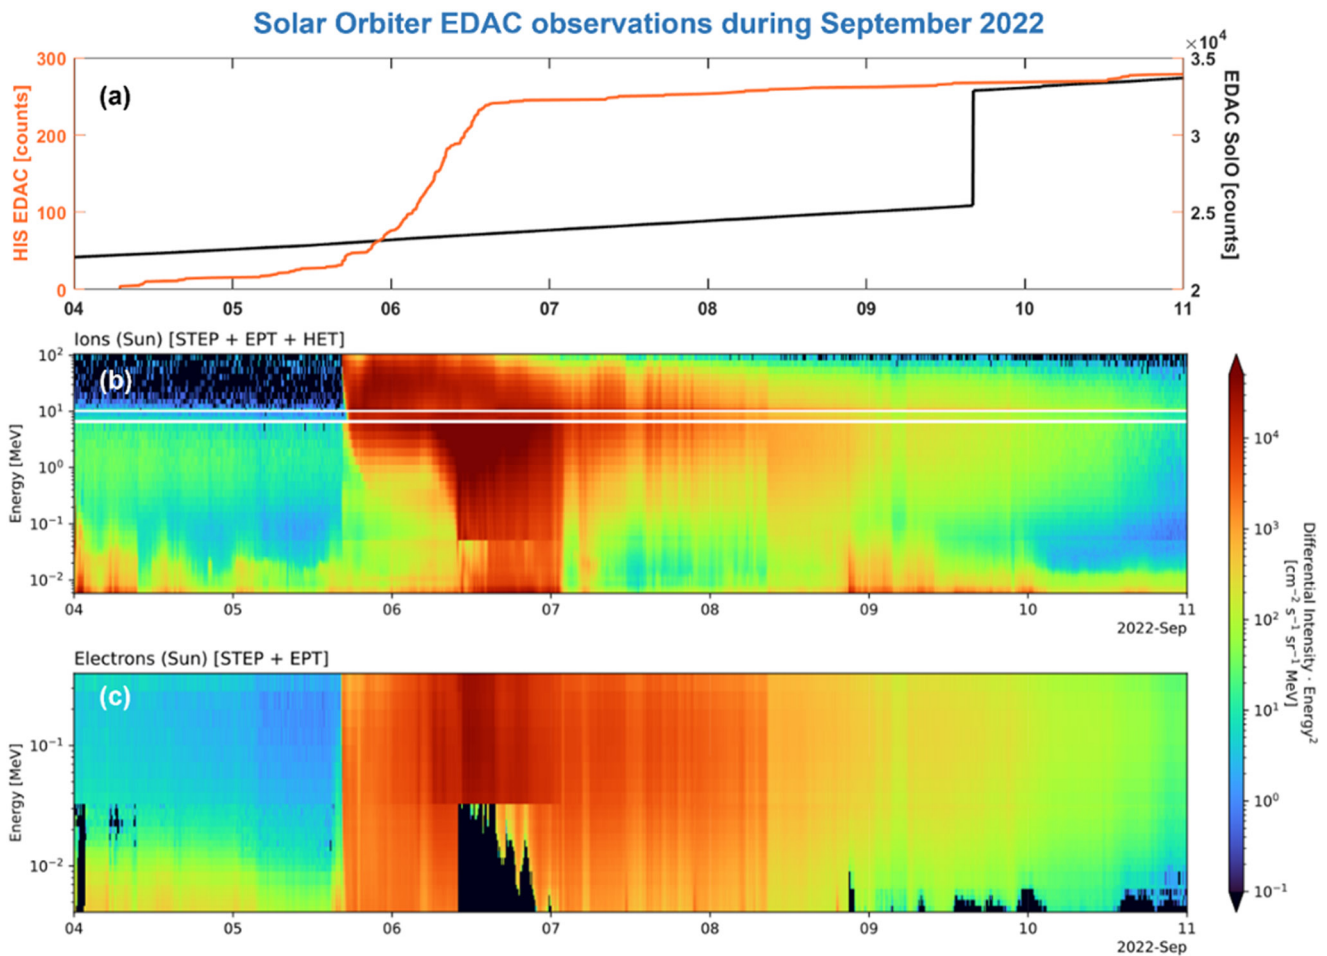 Solar Orbiter EDAC observations during September 2022
×10⁴
300 3.5
(a)
200 3
100 2.5
0 2
HIS EDAC [counts]
EDAC SolO [counts]
04 05 06 07 08 09 10 11
Ions (Sun) [STEP + EPT + HET]
(b)
10²
10¹
10⁰
10⁻¹
10⁻²
Energy [MeV]
04 05 06 07 08 09 10 11
2022-Sep
Electrons (Sun) [STEP + EPT]
(c)
10⁻¹
10⁻²
Energy [MeV]
04 05 06 07 08 09 10 11
2022-Sep
10⁴
10³
10²
10¹
10⁰
10⁻¹
Differential Intensity · Energy²
[cm⁻² s⁻¹ sr⁻¹ MeV]